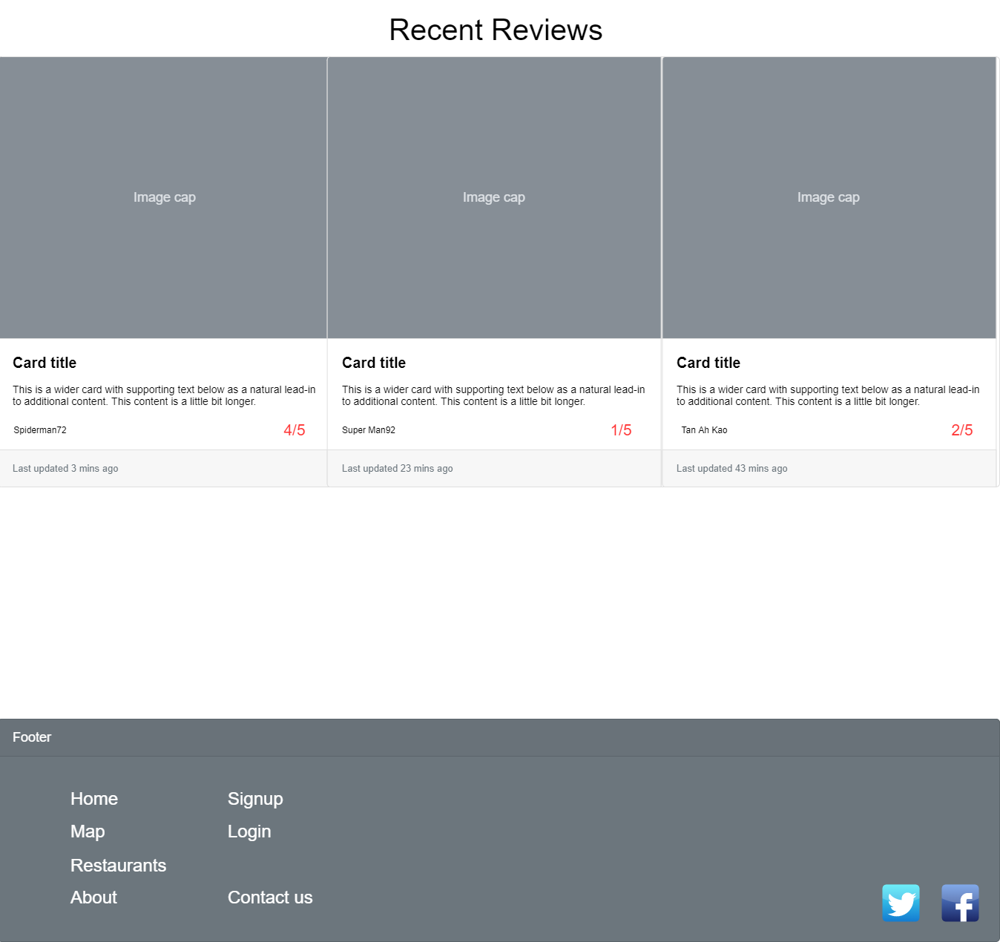 Recent Reviews
Image cap
Image cap
Image cap
Card title
This is a wider card with supporting text below as a natural lead-in
to additional content. This content is a little bit longer.
Spiderman72
4/5
Last updated 3 mins ago
Card title
This is a wider card with supporting text below as a natural lead-in
to additional content. This content is a little bit longer.
Super Man92
1/5
Last updated 23 mins ago
Card title
This is a wider card with supporting text below as a natural lead-in
to additional content. This content is a little bit longer.
Tan Ah Kao
2/5
Last updated 43 mins ago
Footer
Home
Signup
Map
Login
Restaurants
About
Contact us